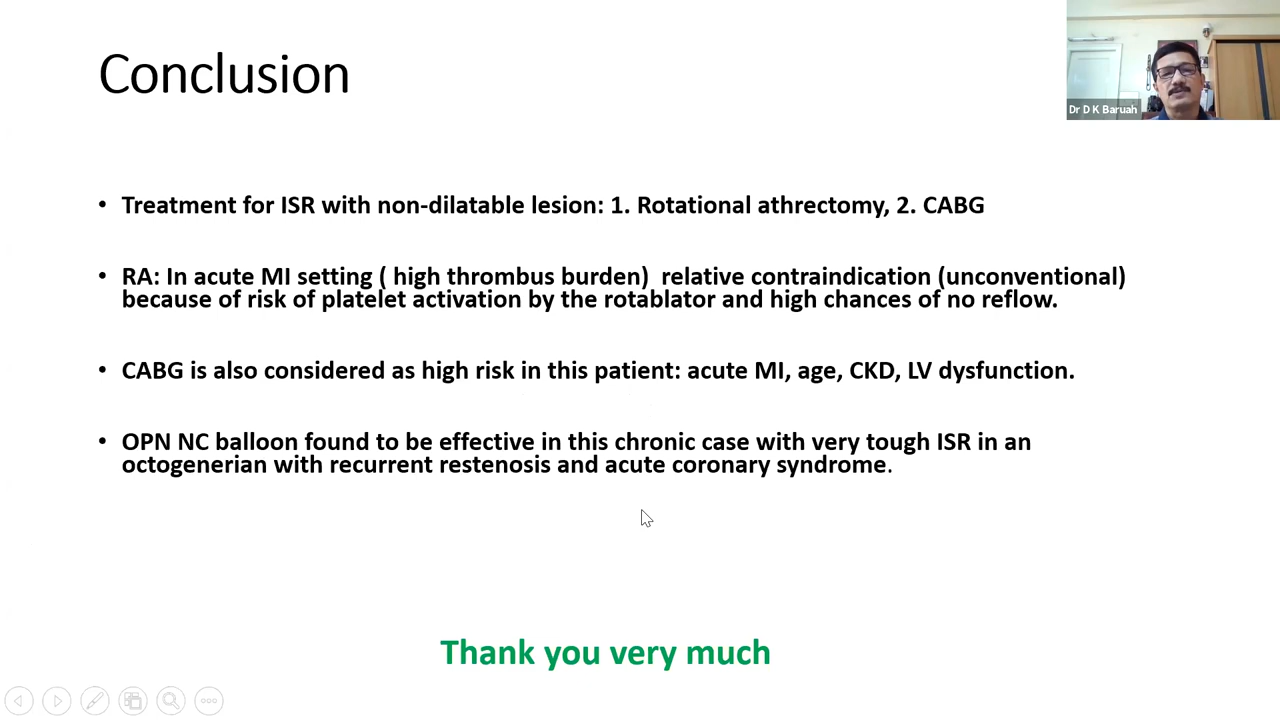 Conclusion
Dr D K Baruah
• Treatment for ISR with non-dilatable lesion: 1. Rotational athrectomy, 2. CABG
• RA: In acute MI setting ( high thrombus burden) relative contraindication (unconventional)
because of risk of platelet activation by the rotablator and high chances of no reflow.
• CABG is also considered as high risk in this patient: acute MI, age, CKD, LV dysfunction.
• OPN NC balloon found to be effective in this chronic case with very tough ISR in an
octogenerian with recurrent restenosis and acute coronary syndrome.
Thank you very much